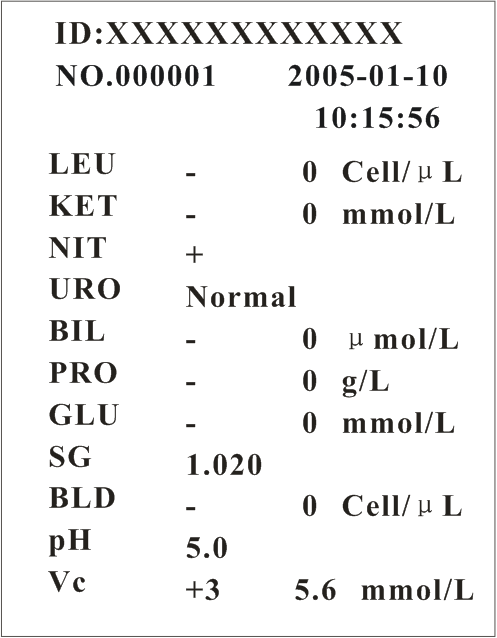 ID:XXXXXXXXXXXXX
NO.000001 2005-01-10
10:15:56
LEU - 0 Cell/μL
KET - 0 mmol/L
NIT +
URO Normal
BIL - 0 μmol/L
PRO - 0 g/L
GLU - 0 mmol/L
SG 1.020
BLD - 0 Cell/μL
pH 5.0
Vc +3 5.6 mmol/L